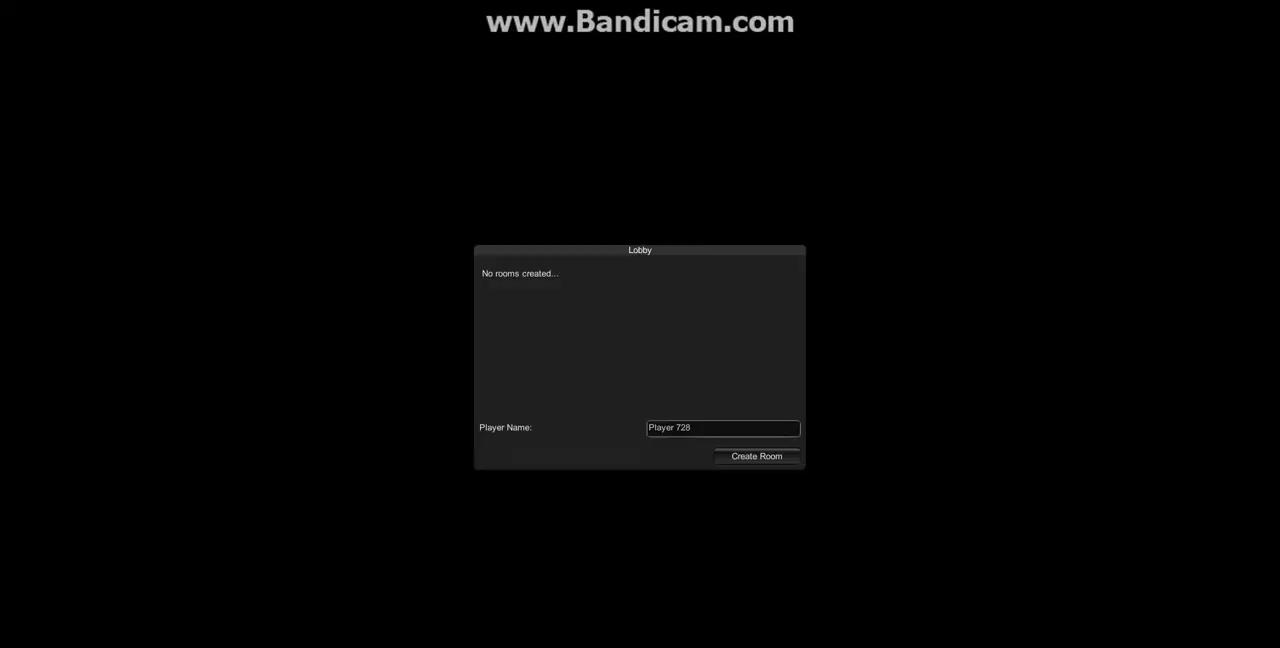 www.Bandicam.com
Lobby
No rooms created...
Player Name:
Player 728
Create Room